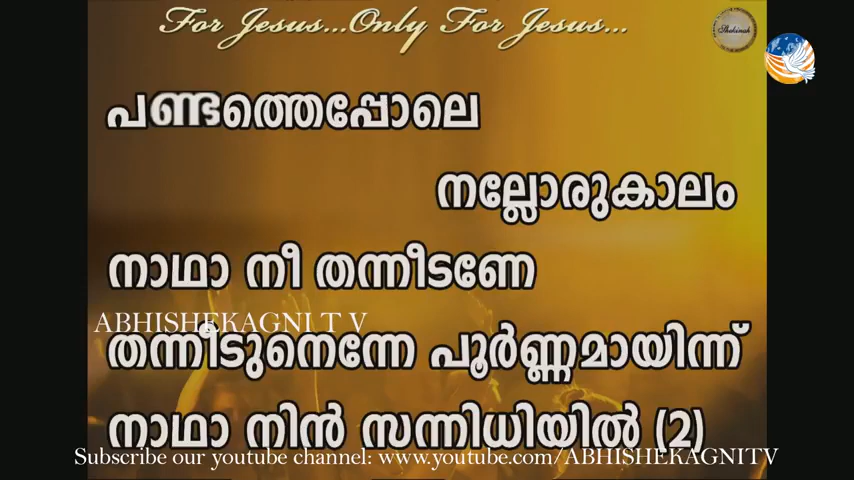 For Jesus...Only For Jesus...
Shekinah
പണ്ടത്തെപ്പോലെ
നല്ലോരുകാലം
നാഥാ നീ തന്നീടണേ
ABHISHEKAGNI T V
തന്നീടുന്നെന്നേ പൂർണ്ണമായിന്ന്
നാഥാ നിൻ സന്നിധിയിൽ (2)
Subscribe our youtube channel: www.youtube.com/ABHISHEKAGNITV